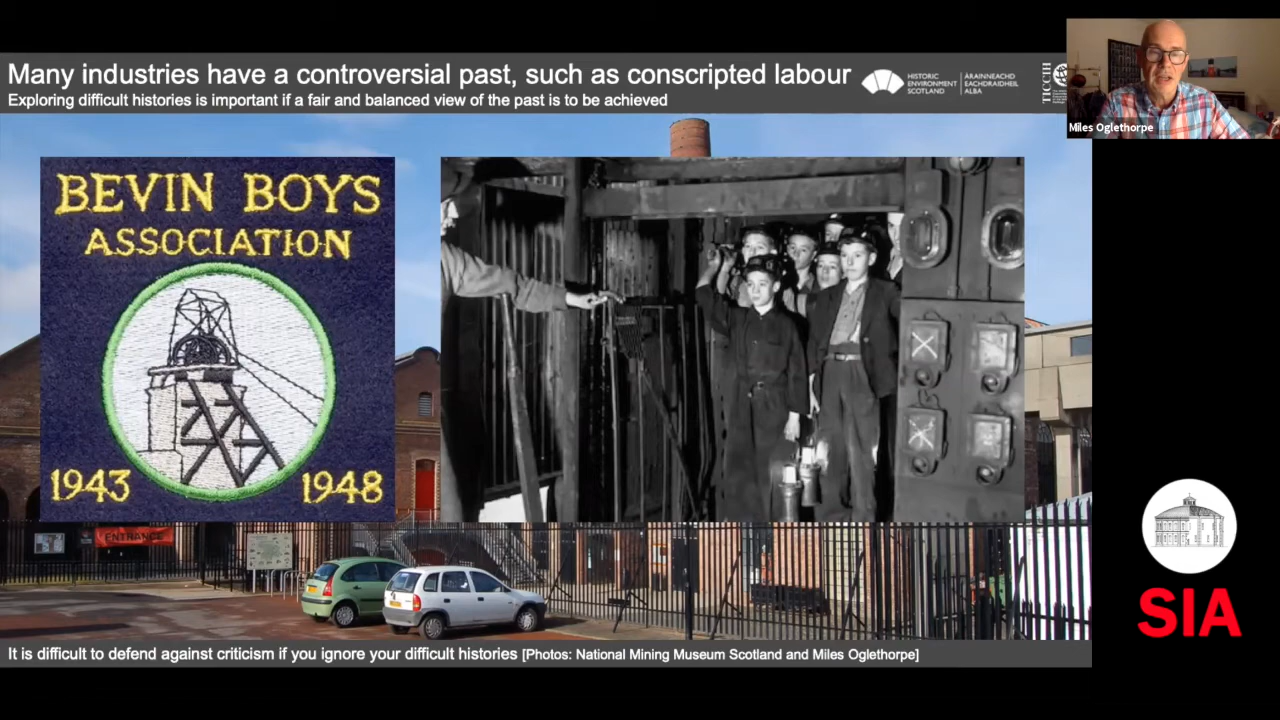 Many industries have a controversial past, such as conscripted labour
Exploring difficult histories is important if a fair and balanced view of the past is to be achieved
HISTORIC
ENVIRONMENT
SCOTLAND
ÀRAINNEACHD
EACHDRAIDHEIL
ALBA
TICCIH
Miles Oglethorpe
BEVIN BOYS
ASSOCIATION
1943
1948
ENTRANCE
SIA
It is difficult to defend against criticism if you ignore your difficult histories [Photos: National Mining Museum Scotland and Miles Oglethorpe]